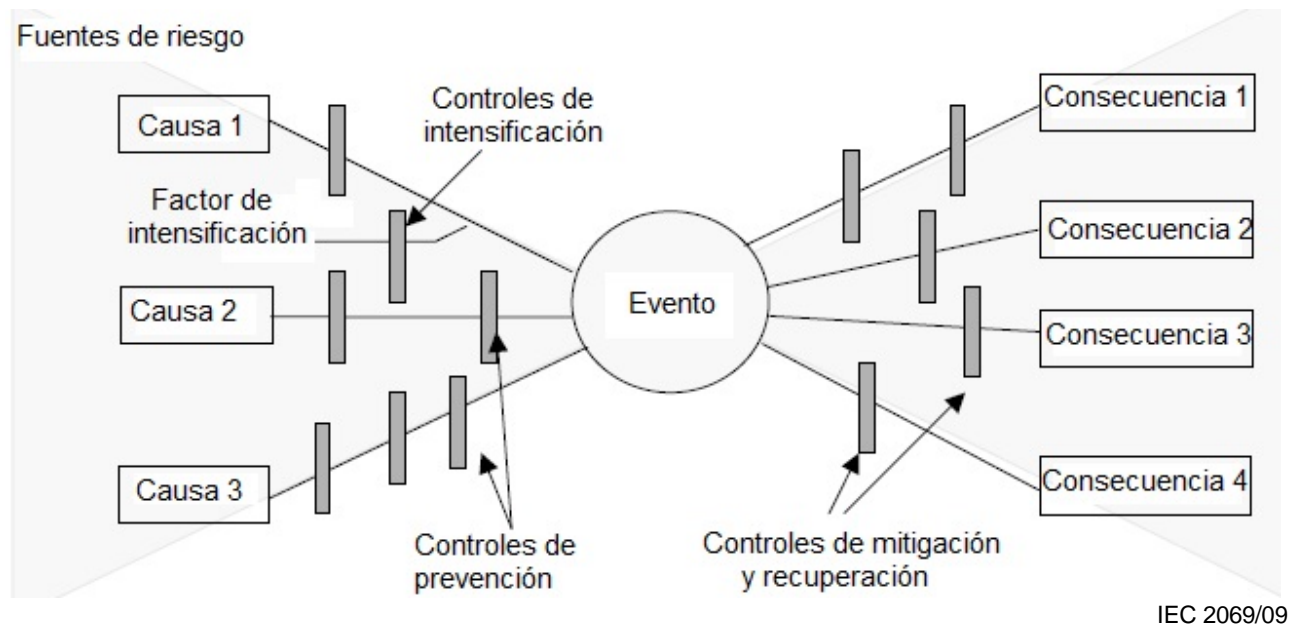 Fuentes de riesgo
Causa 1
Controles de
intensificación
Consecuencia 1
Factor de
intensificación
Consecuencia 2
Causa 2
Evento
Consecuencia 3
Causa 3
Consecuencia 4
Controles de
prevención
Controles de mitigación
y recuperación
IEC 2069/09